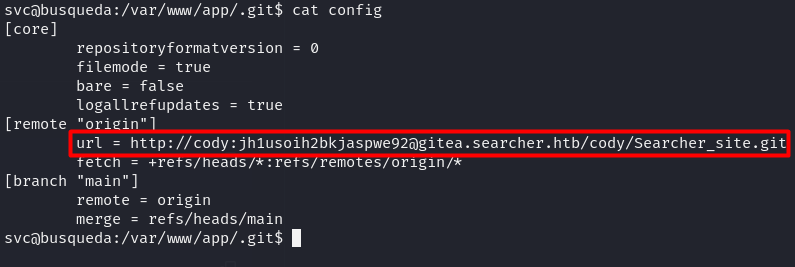 svc@busqueda:/var/www/app/.git$ cat config
[core]
        repositoryformatversion = 0
        filemode = true
        bare = false
        logallrefupdates = true
[remote "origin"]
        url = http://cody:jh1usoih2bkjaspwe92@gitea.searcher.htb/cody/Searcher_site.git
        fetch = +refs/heads/*:refs/remotes/origin/*
[branch "main"]
        remote = origin
        merge = refs/heads/main
svc@busqueda:/var/www/app/.git$